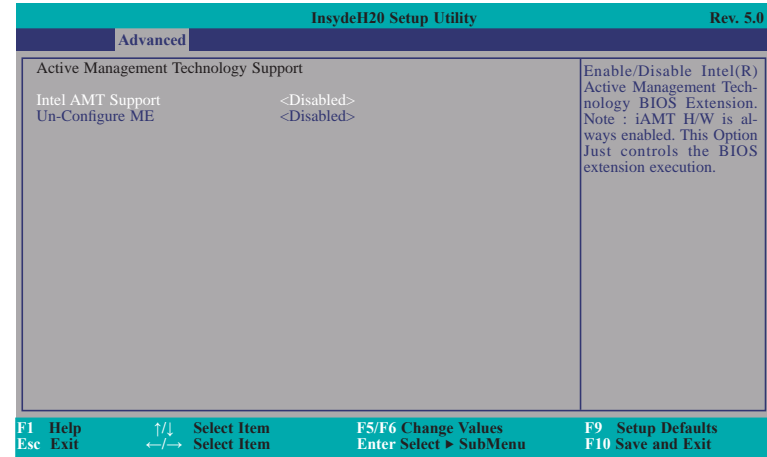 InsydeH20 Setup Utility Rev. 5.0
Advanced
Active Management Technology Support
Intel AMT Support <Disabled>
Un-Configure ME <Disabled>
Enable/Disable Intel(R)
Active Management Tech-
nology BIOS Extension.
Note : iAMT H/W is al-
ways enabled. This Option
Just controls the BIOS
extension execution.
F1 Help ↑/↓ Select Item F5/F6 Change Values F9 Setup Defaults
Esc Exit ←/→ Select Item Enter Select ▶ SubMenu F10 Save and Exit